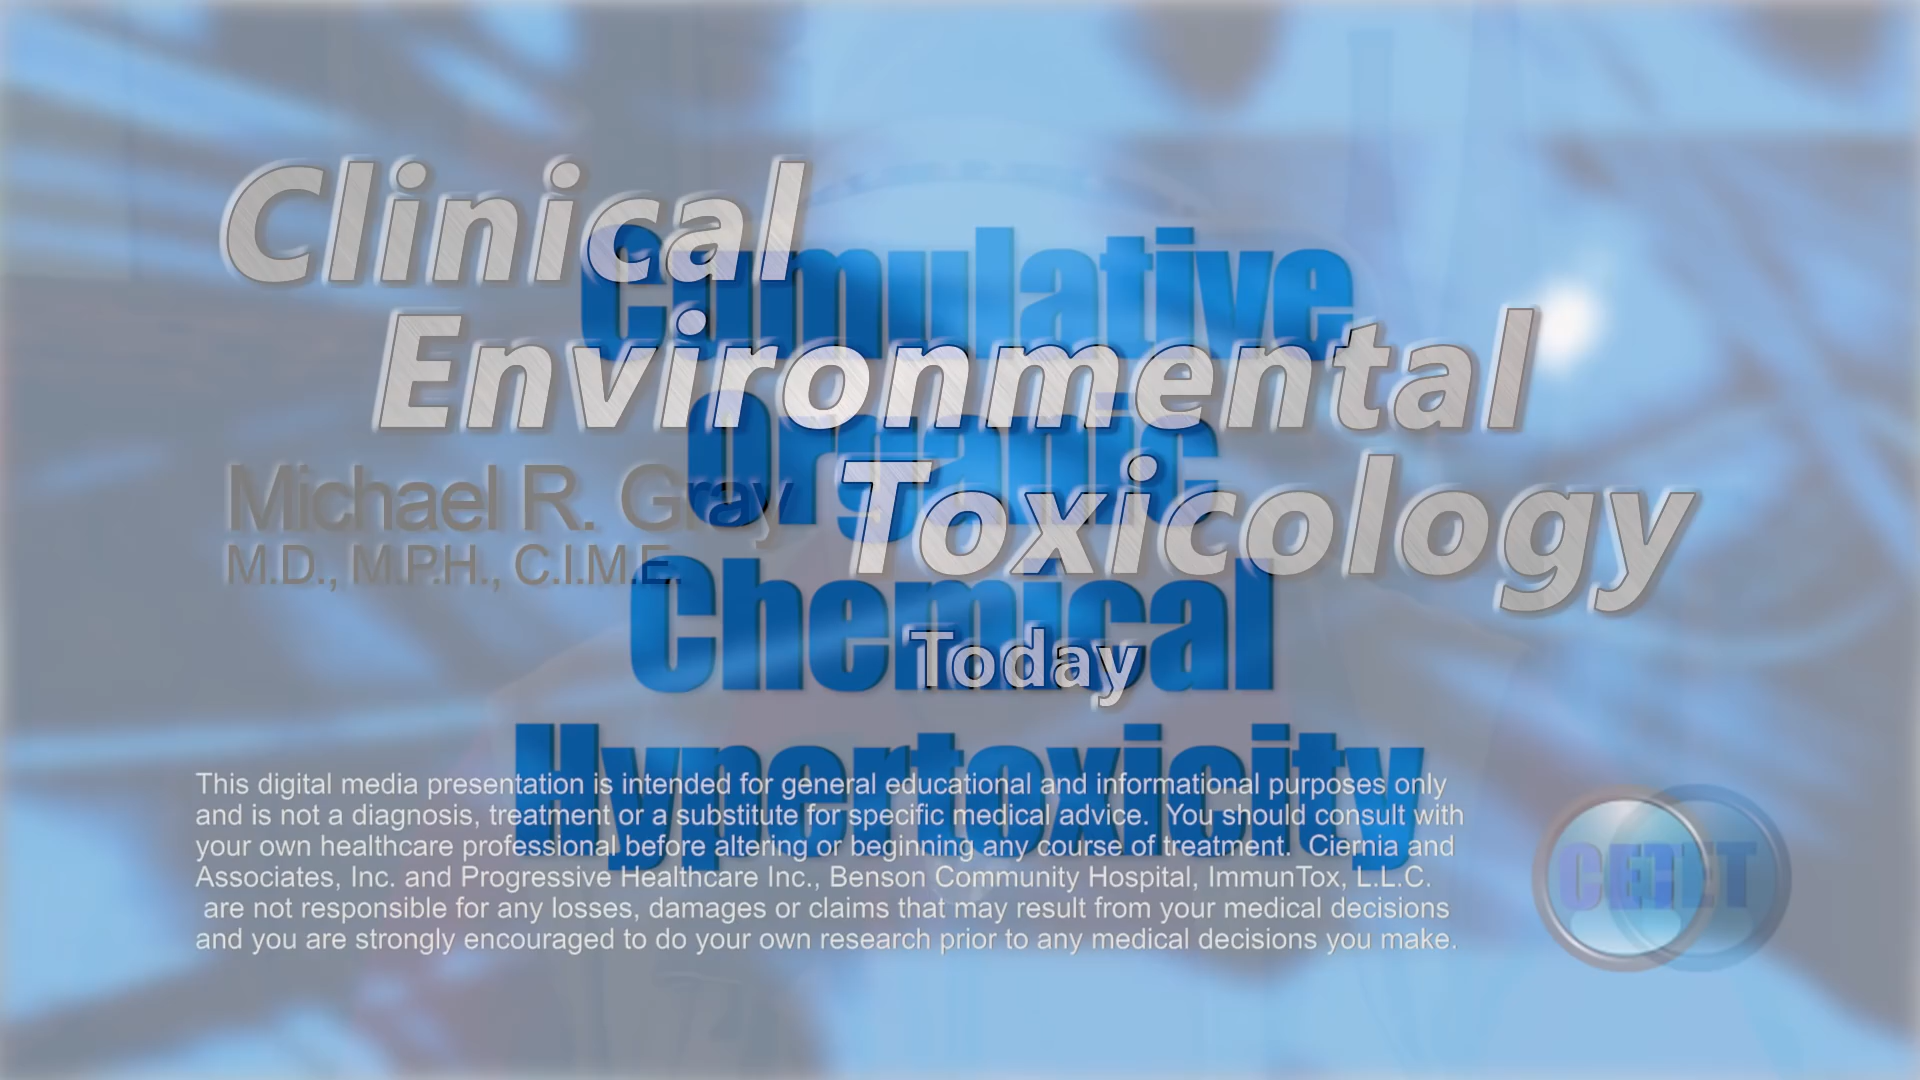 Clinical
Environmental
Toxicology
Today
Cumulative
Organic
Chemical
Hypertoxicity
Michael R. Gray
M.D., M.P.H., C.I.M.E.
This digital media presentation is intended for general educational and informational purposes only
and is not a diagnosis, treatment or a substitute for specific medical advice.  You should consult with
your own healthcare professional before altering or beginning any course of treatment.  Ciernia and
Associates, Inc. and Progressive Healthcare Inc., Benson Community Hospital, ImmunTox, L.L.C.
are not responsible for any losses, damages or claims that may result from your medical decisions
and you are strongly encouraged to do your own research prior to any medical decisions you make.